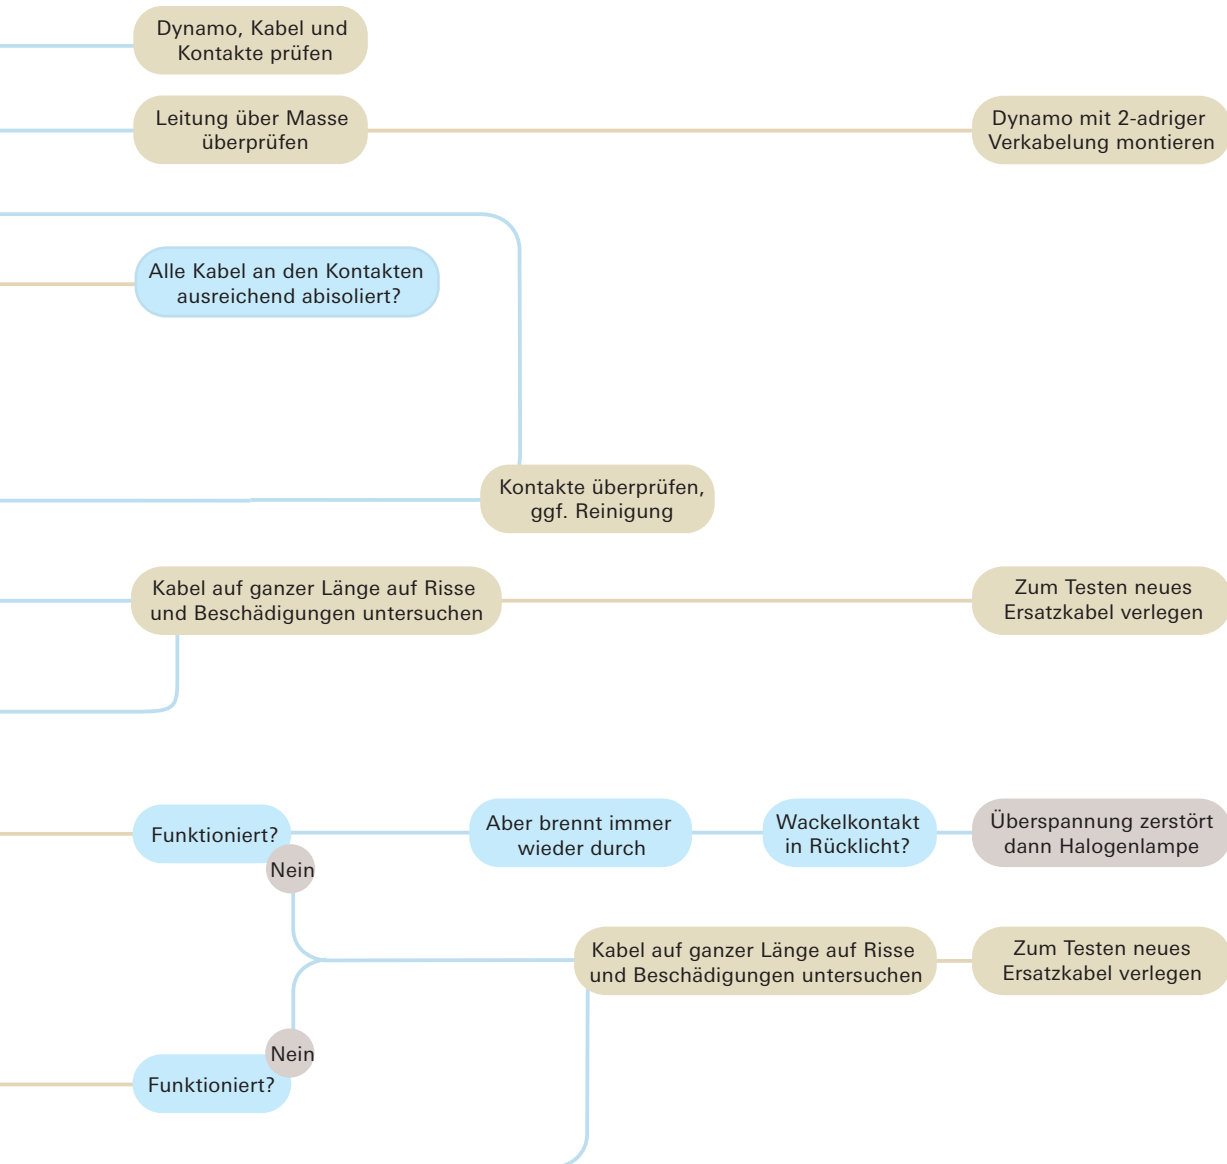 Dynamo, Kabel und
Kontakte prüfen
Leitung über Masse
überprüfen
Dynamo mit 2-adriger
Verkabelung montieren
Alle Kabel an den Kontakten
ausreichend abisoliert?
Kontakte überprüfen,
ggf. Reinigung
Kabel auf ganzer Länge auf Risse
und Beschädigungen untersuchen
Zum Testen neues
Ersatzkabel verlegen
Funktioniert?
Nein
Aber brennt immer
wieder durch
Wackelkontakt
in Rücklicht?
Überspannung zerstört
dann Halogenlampe
Kabel auf ganzer Länge auf Risse
und Beschädigungen untersuchen
Zum Testen neues
Ersatzkabel verlegen
Nein
Funktioniert?